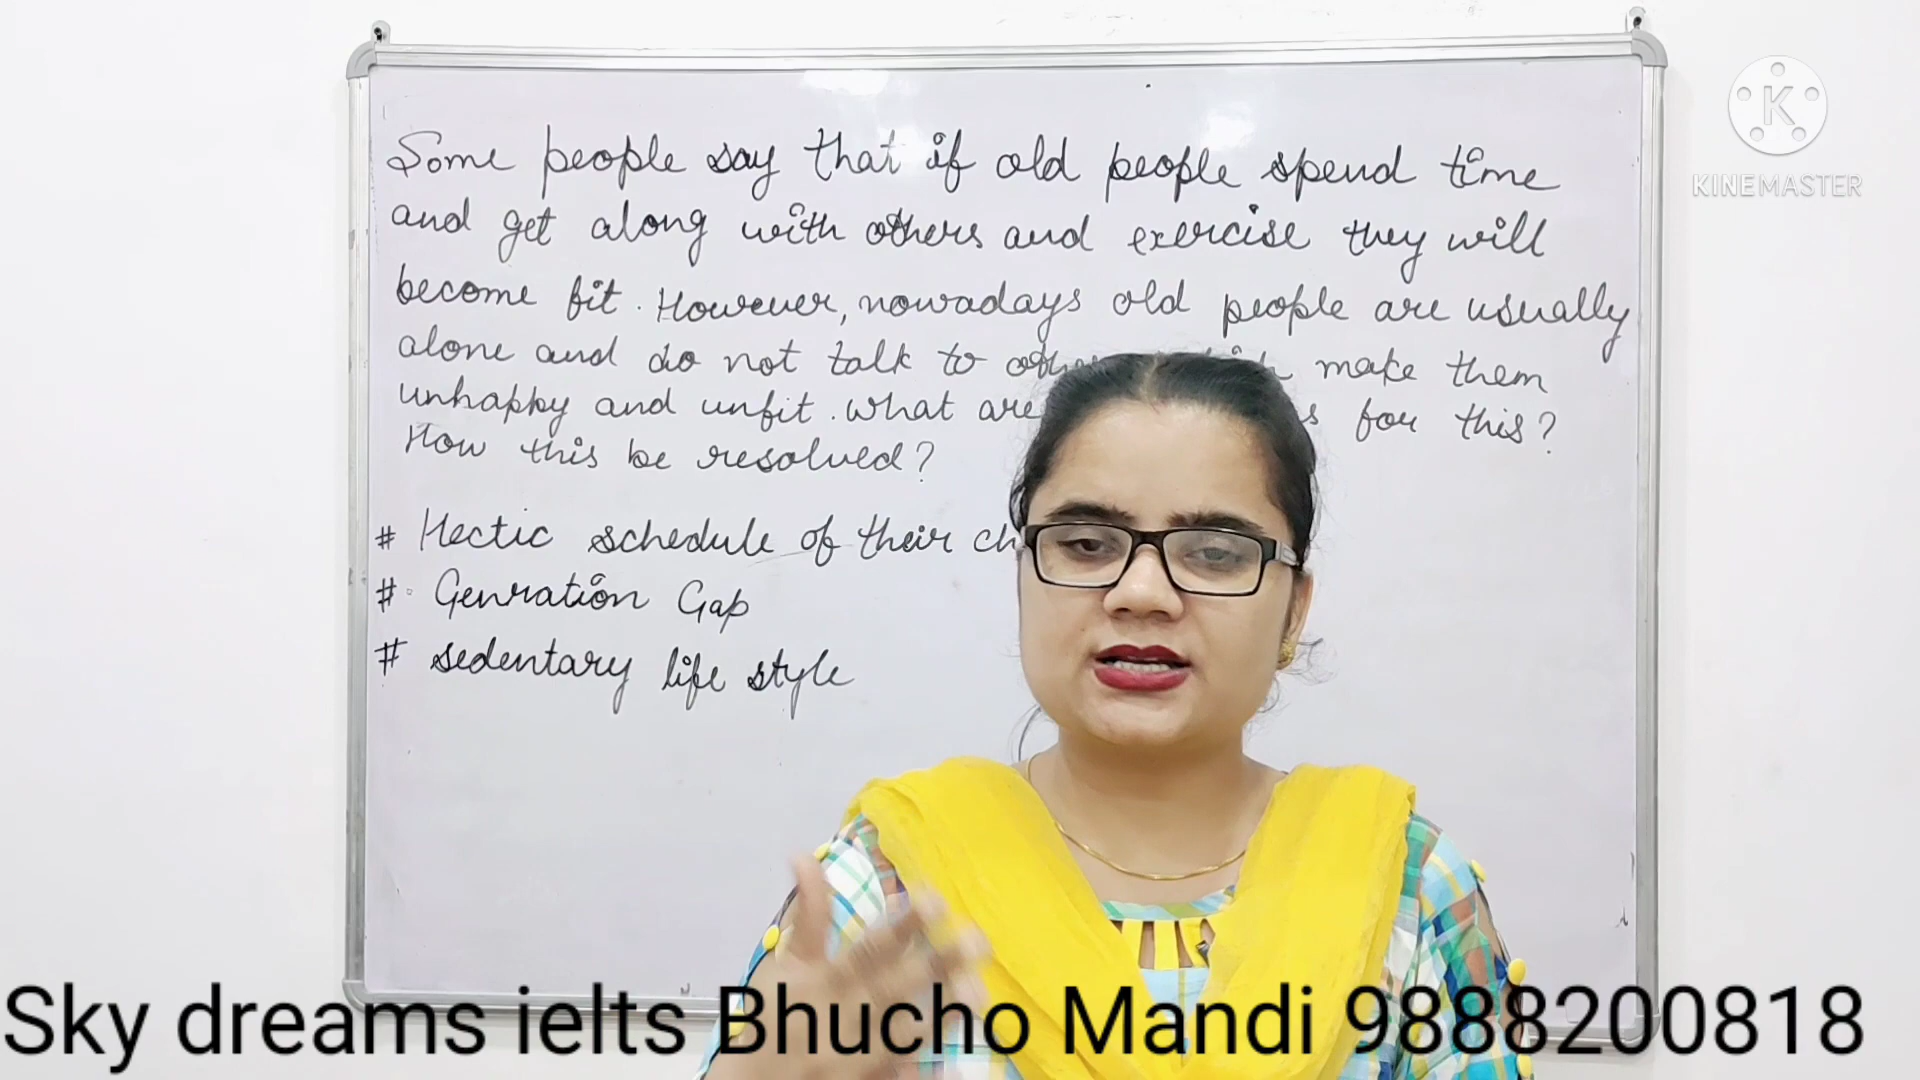 Some people say that if old people spend time
and get along with others and exercise they will
become fit. However, nowadays old people are usually
alone and do not talk to make them
unhappy and unfit. What are for this?
How this be resolved?
# Hectic schedule of their
# Genration Gap
# sedentary life style
K
KINEMASTER
Sky dreams ielts Bhucho Mandi 9888200818